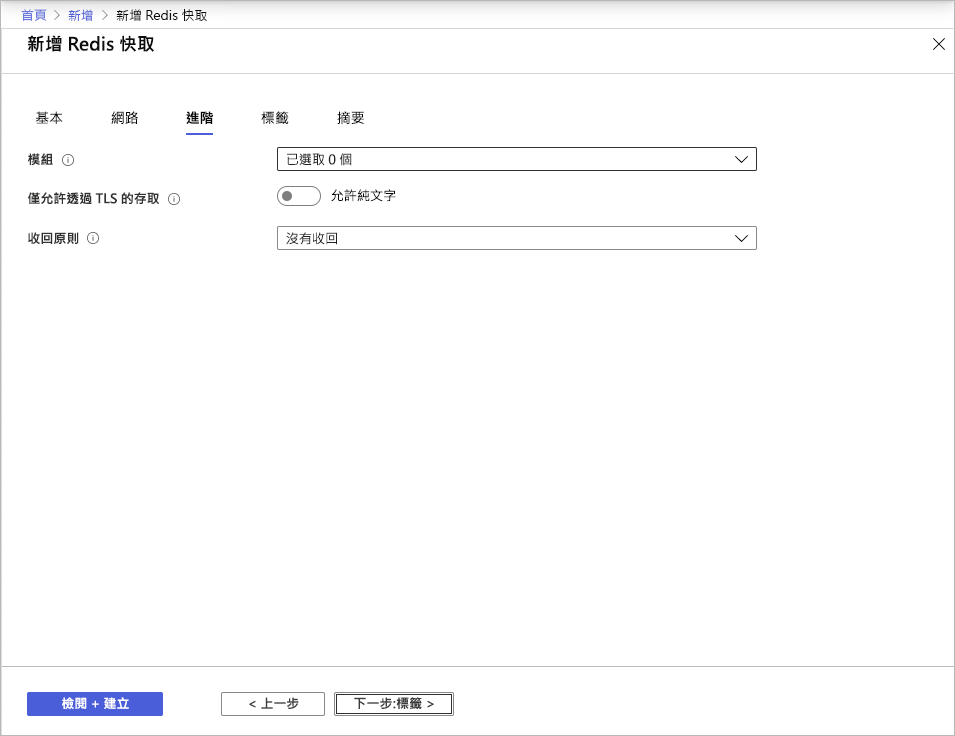 首頁 > 新增 > 新增 Redis 快取
新增 Redis 快取
基本 網路 進階 標籤 摘要
模組 已選取 0 個
僅允許透過 TLS 的存取 允許純文字
收回原則 沒有收回
檢閱 + 建立 < 上一步 下一步:標籤 >